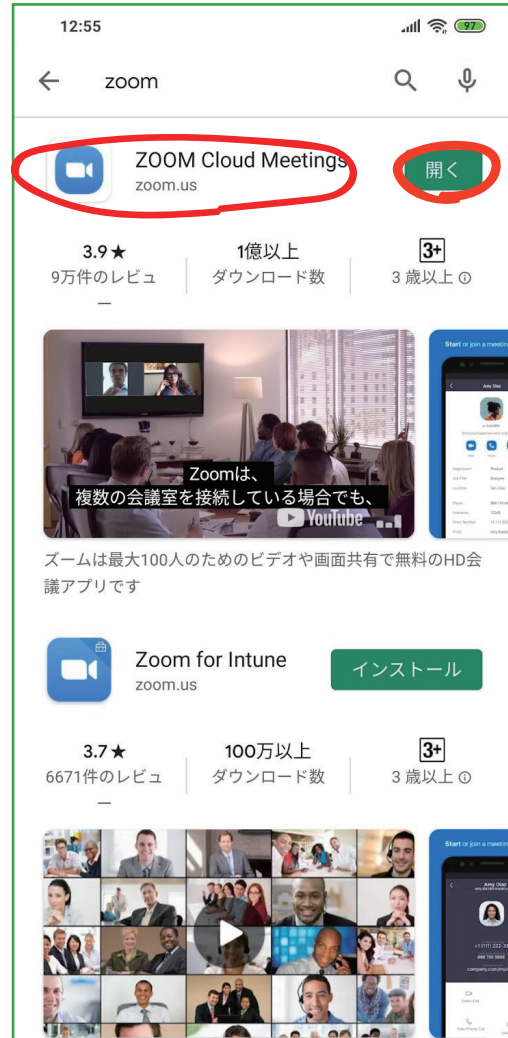 12:55
97
zoom
ZOOM Cloud Meetings
zoom.us
開く
3.9★
9万件のレビュ
ー
1億以上
ダウンロード数
3+
3 歳以上
Start or join a meeting
Amy Diaz
Zoomは、
複数の会議室を接続している場合でも、
YouTube
ズームは最大100人のためのビデオや画面共有で無料のHD会
議アプリです
Zoom for Intune
zoom.us
インストール
3.7★
6671件のレビュ
ー
100万以上
ダウンロード数
3+
3 歳以上
Start or join a meeting
Amy Diaz